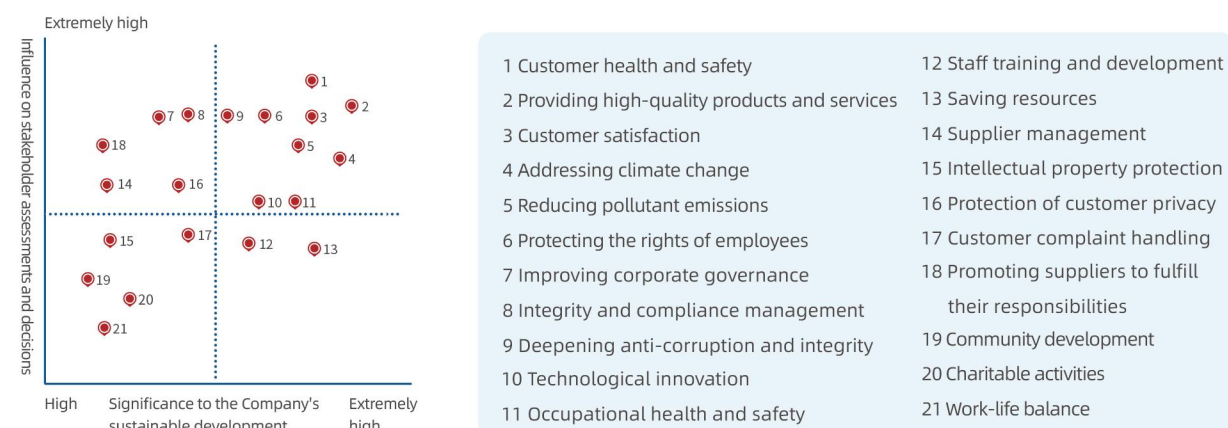 Extremely high
Influence on stakeholder assessments and decisions
1
2
7
8
9
6
3
18
5
4
14
16
10
11
15
17
12
13
19
20
21
High
Significance to the Company's
sustainable development
Extremely
high
1 Customer health and safety
2 Providing high-quality products and services
3 Customer satisfaction
4 Addressing climate change
5 Reducing pollutant emissions
6 Protecting the rights of employees
7 Improving corporate governance
8 Integrity and compliance management
9 Deepening anti-corruption and integrity
10 Technological innovation
11 Occupational health and safety
12 Staff training and development
13 Saving resources
14 Supplier management
15 Intellectual property protection
16 Protection of customer privacy
17 Customer complaint handling
18 Promoting suppliers to fulfill
their responsibilities
19 Community development
20 Charitable activities
21 Work-life balance